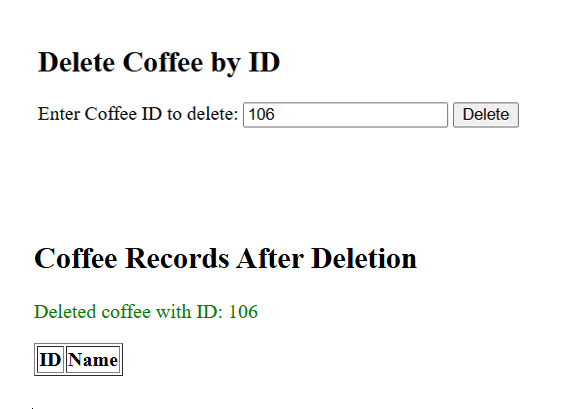 Delete Coffee by ID
Enter Coffee ID to delete: 106 Delete
Coffee Records After Deletion
Deleted coffee with ID: 106
ID Name